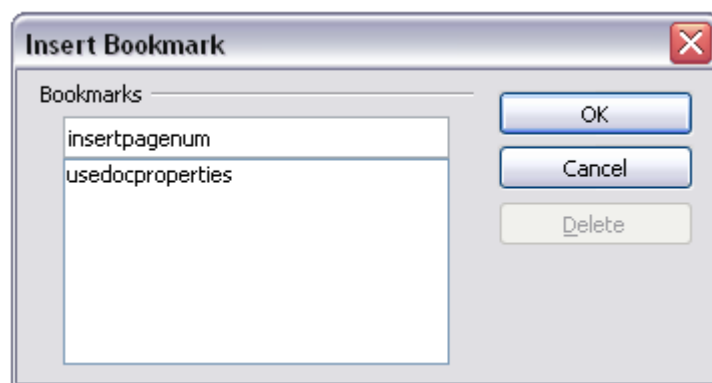 Insert Bookmark
Bookmarks
insertpagenum
usedocproperties
OK
Cancel
Delete